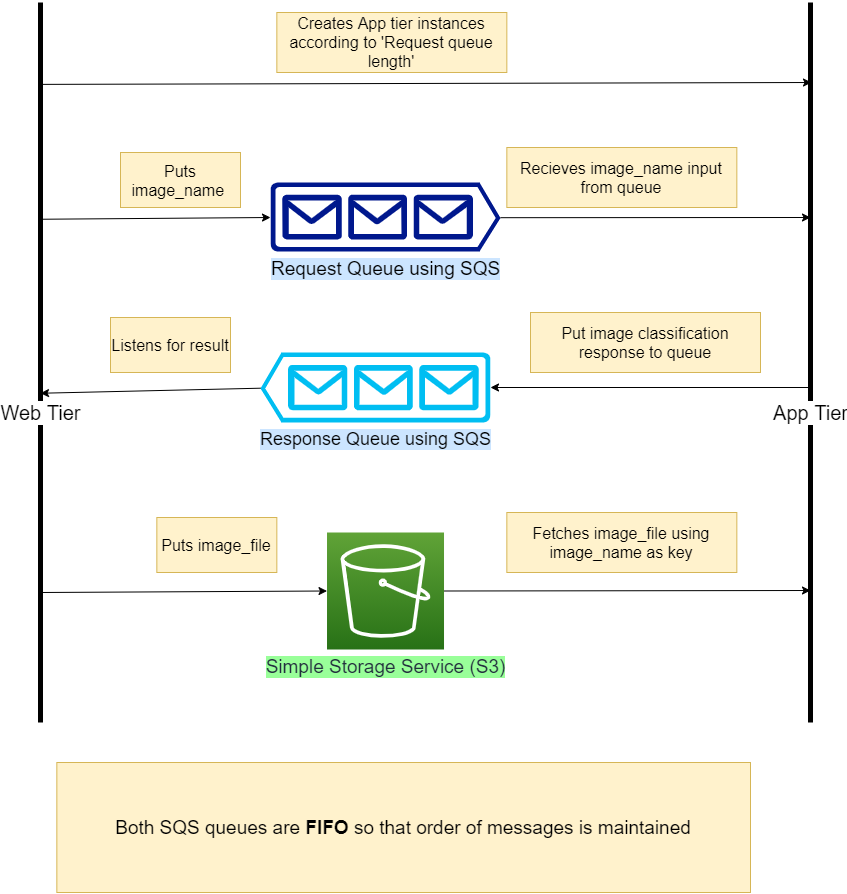 Creates App tier instances
according to 'Request queue
length'
Puts
image_name
Recieves image_name input
from queue
Request Queue using SQS
Listens for result
Put image classification
response to queue
Web Tier
App Tier
Response Queue using SQS
Puts image_file
Fetches image_file using
image_name as key
Simple Storage Service (S3)
Both SQS queues are FIFO so that order of messages is maintained